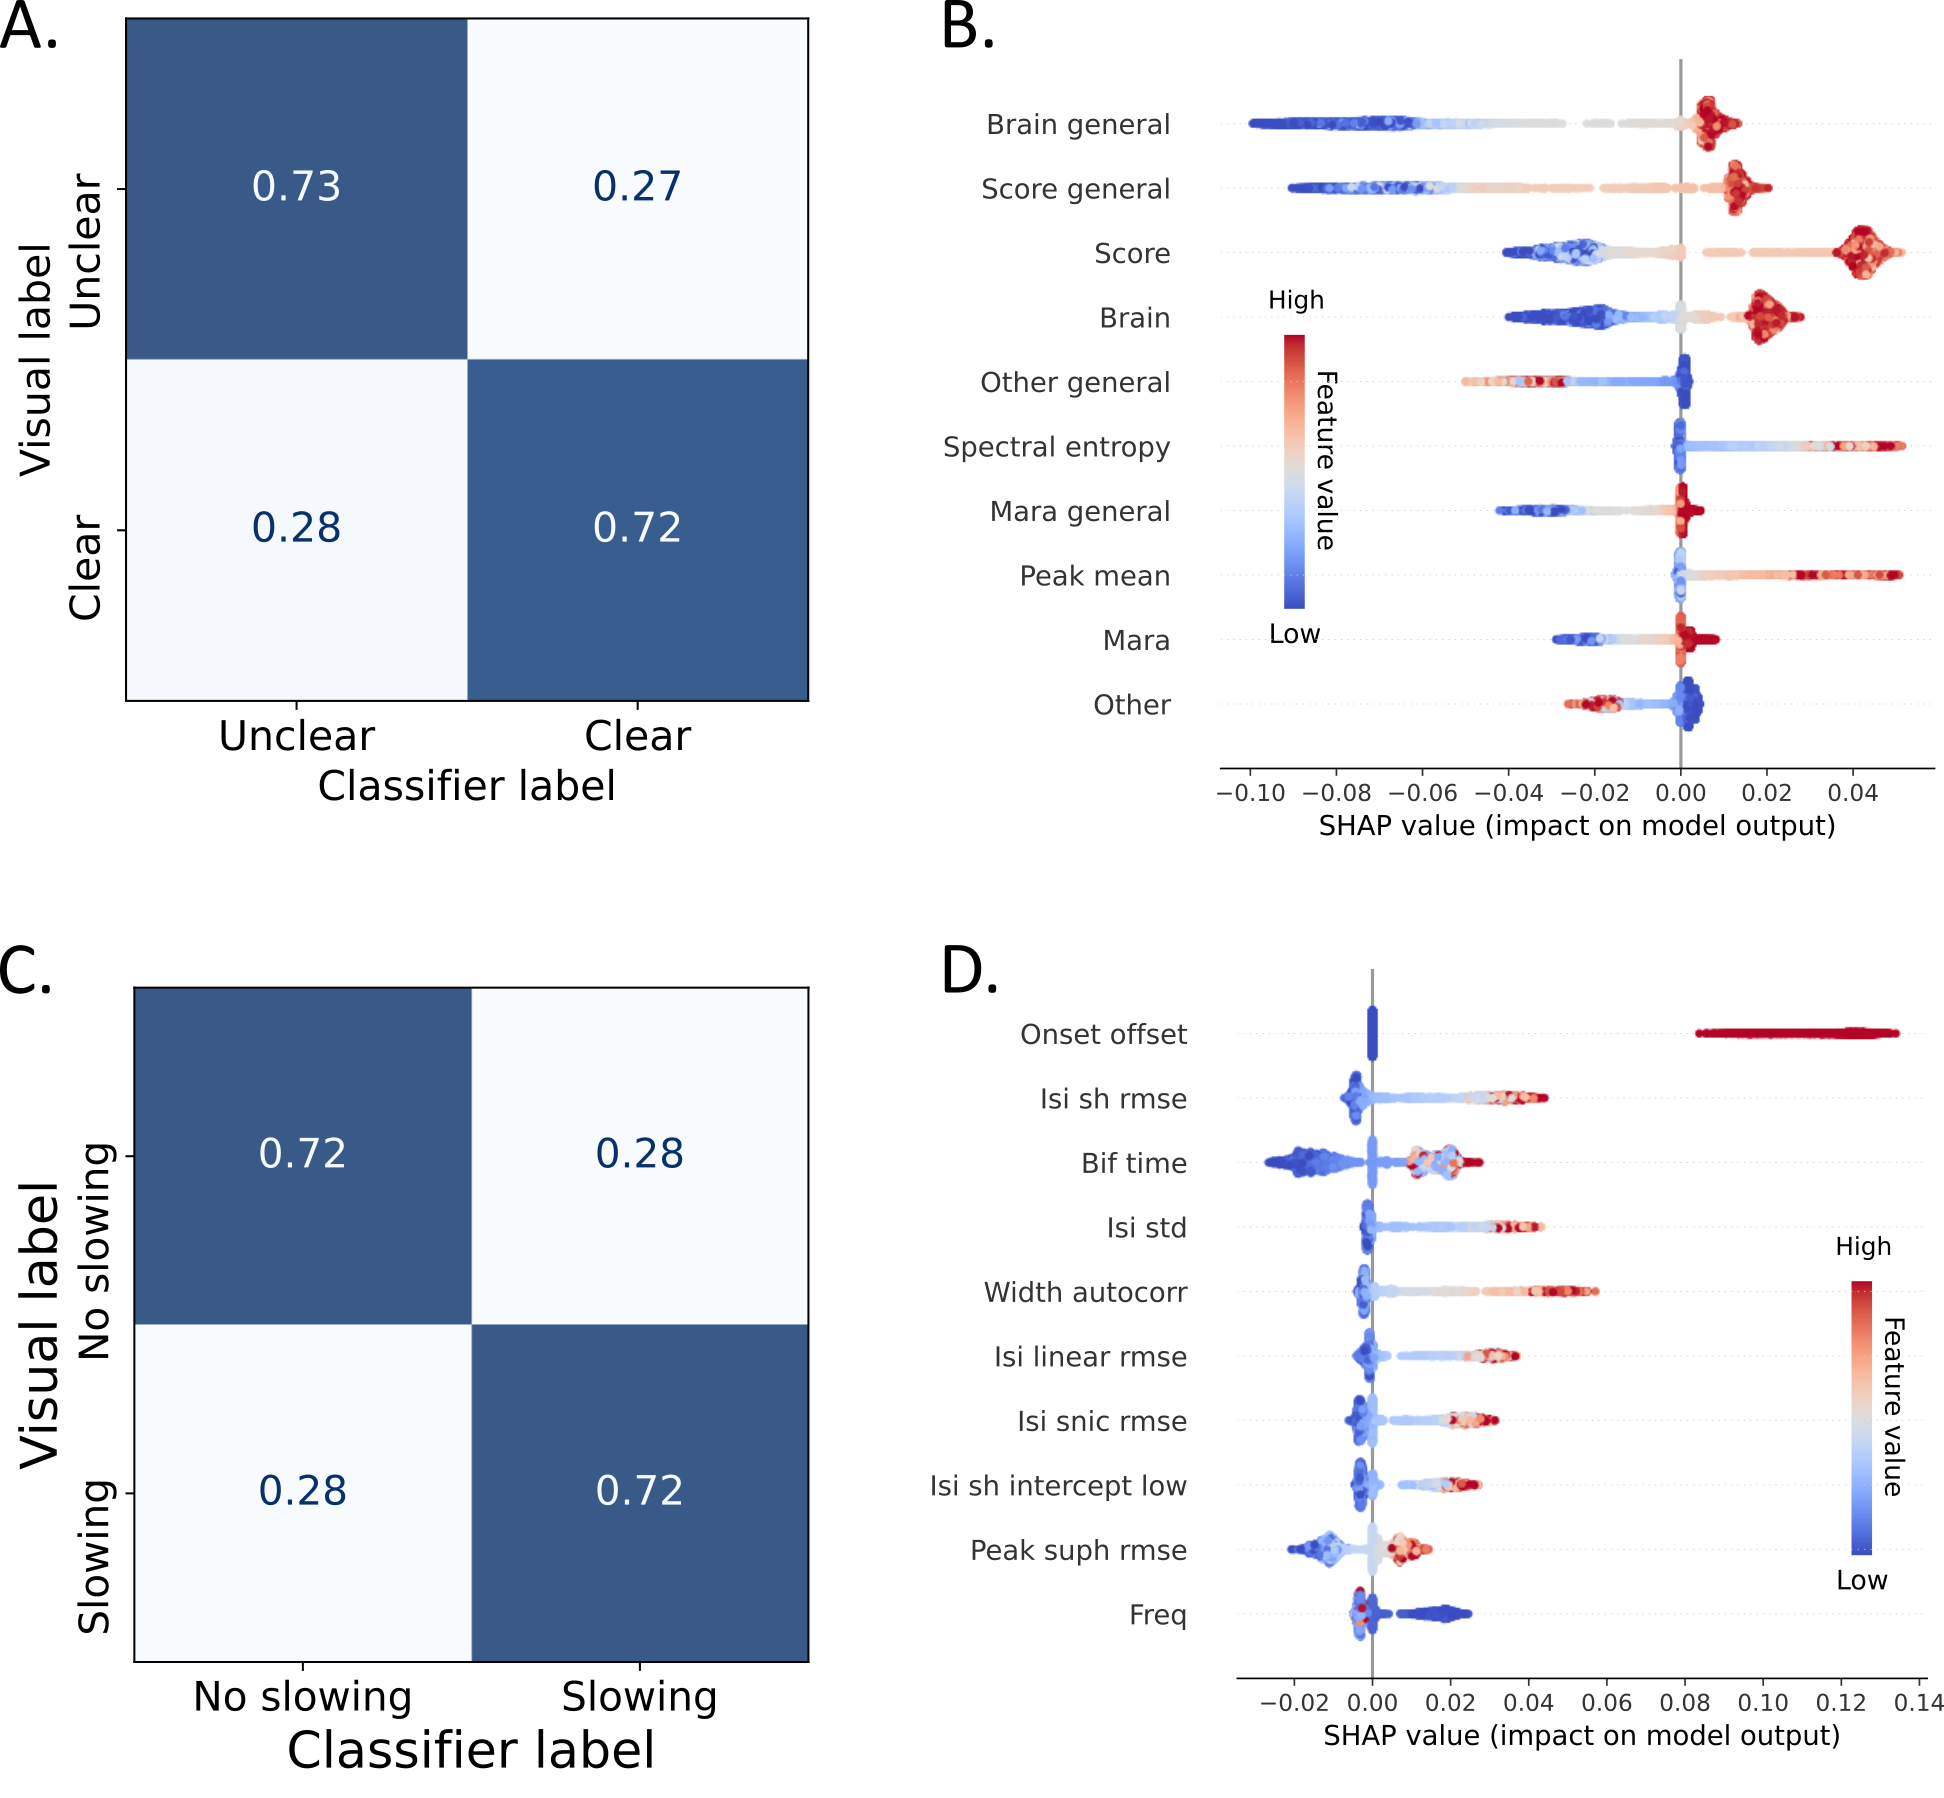 A.
Visual label
Unclear
Clear
0.73
0.27
0.28
0.72
Unclear
Clear
Classifier label
B.
Brain general
Score general
Score
Brain
Other general
Spectral entropy
Mara general
Peak mean
Mara
Other
High
Feature value
Low
−0.10
−0.08
−0.06
−0.04
−0.02
0.00
0.02
0.04
SHAP value (impact on model output)
C.
Visual label
No slowing
Slowing
0.72
0.28
0.28
0.72
No slowing
Slowing
Classifier label
D.
Onset offset
Isi sh rmse
Bif time
Isi std
Width autocorr
Isi linear rmse
Isi snic rmse
Isi sh intercept low
Peak suph rmse
Freq
High
Feature value
Low
−0.02
0.00
0.02
0.04
0.06
0.08
0.10
0.12
0.14
SHAP value (impact on model output)